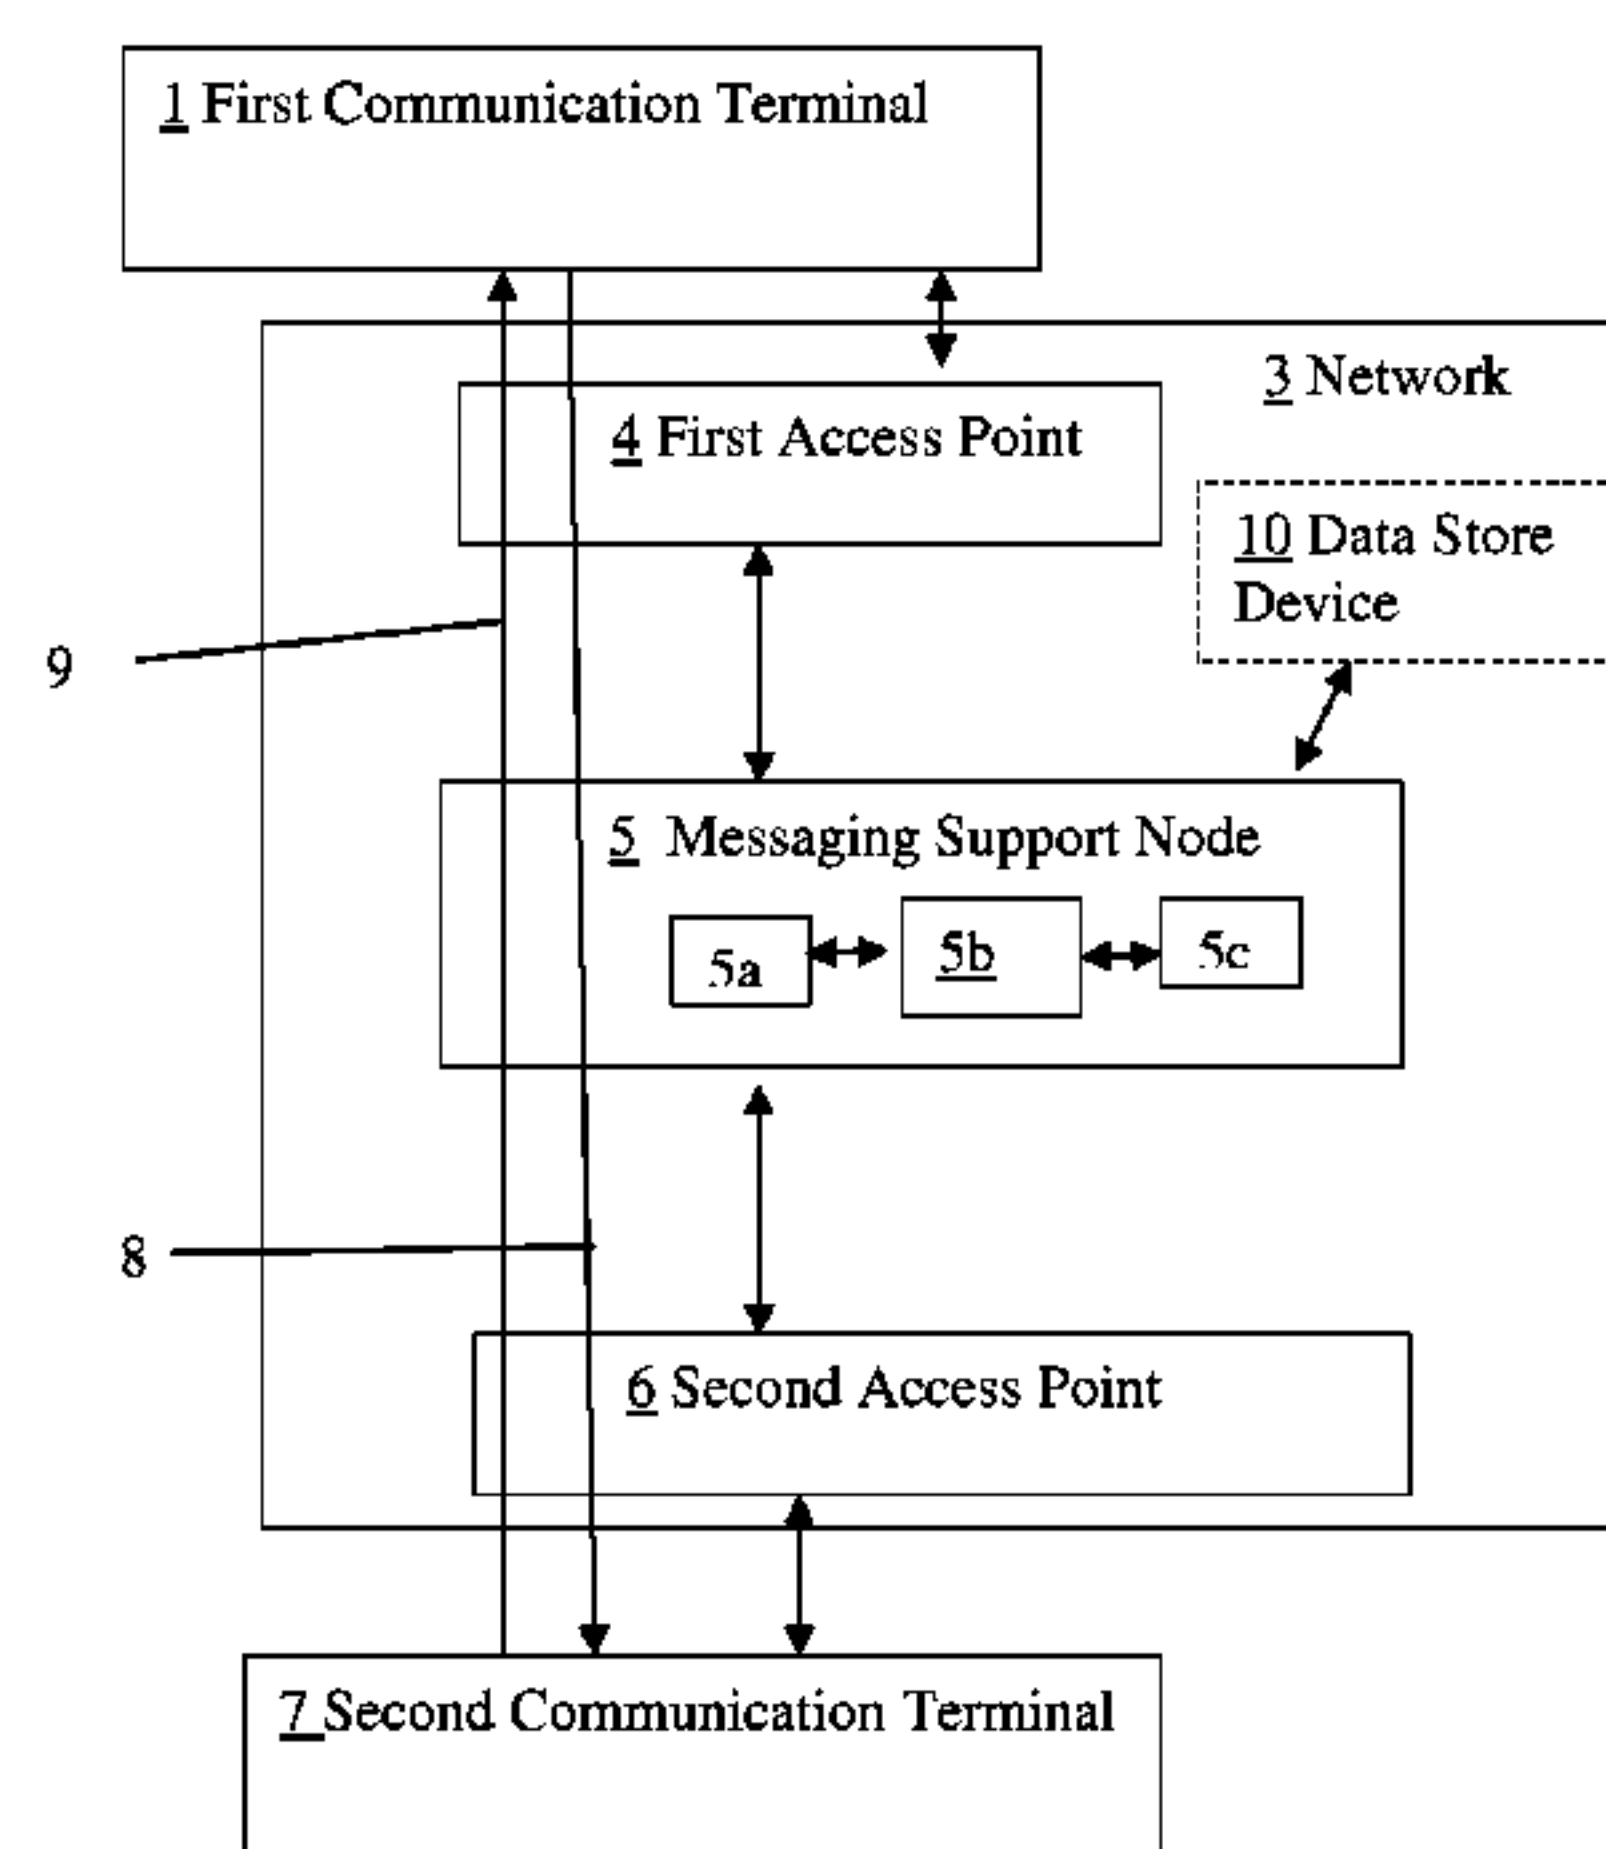 1 First Communication Terminal
3 Network
4 First Access Point
10 Data Store
Device
9
5 Messaging Support Node
5a
5b
5c
8
6 Second Access Point
7 Second Communication Terminal